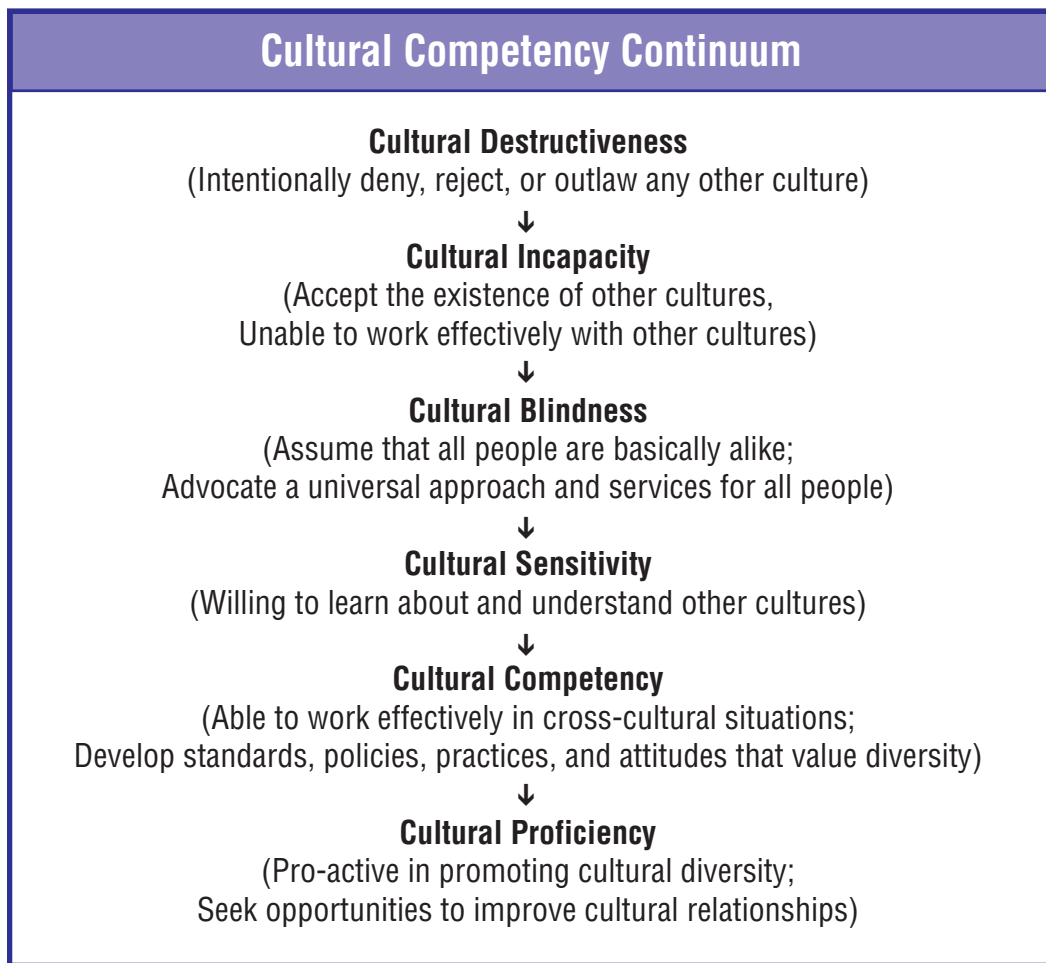 Cultural Competency Continuum
Cultural Destructiveness
(Intentionally deny, reject, or outlaw any other culture)
↓
Cultural Incapacity
(Accept the existence of other cultures,
Unable to work effectively with other cultures)
↓
Cultural Blindness
(Assume that all people are basically alike;
Advocate a universal approach and services for all people)
↓
Cultural Sensitivity
(Willing to learn about and understand other cultures)
↓
Cultural Competency
(Able to work effectively in cross-cultural situations;
Develop standards, policies, practices, and attitudes that value diversity)
↓
Cultural Proficiency
(Pro-active in promoting cultural diversity;
Seek opportunities to improve cultural relationships)